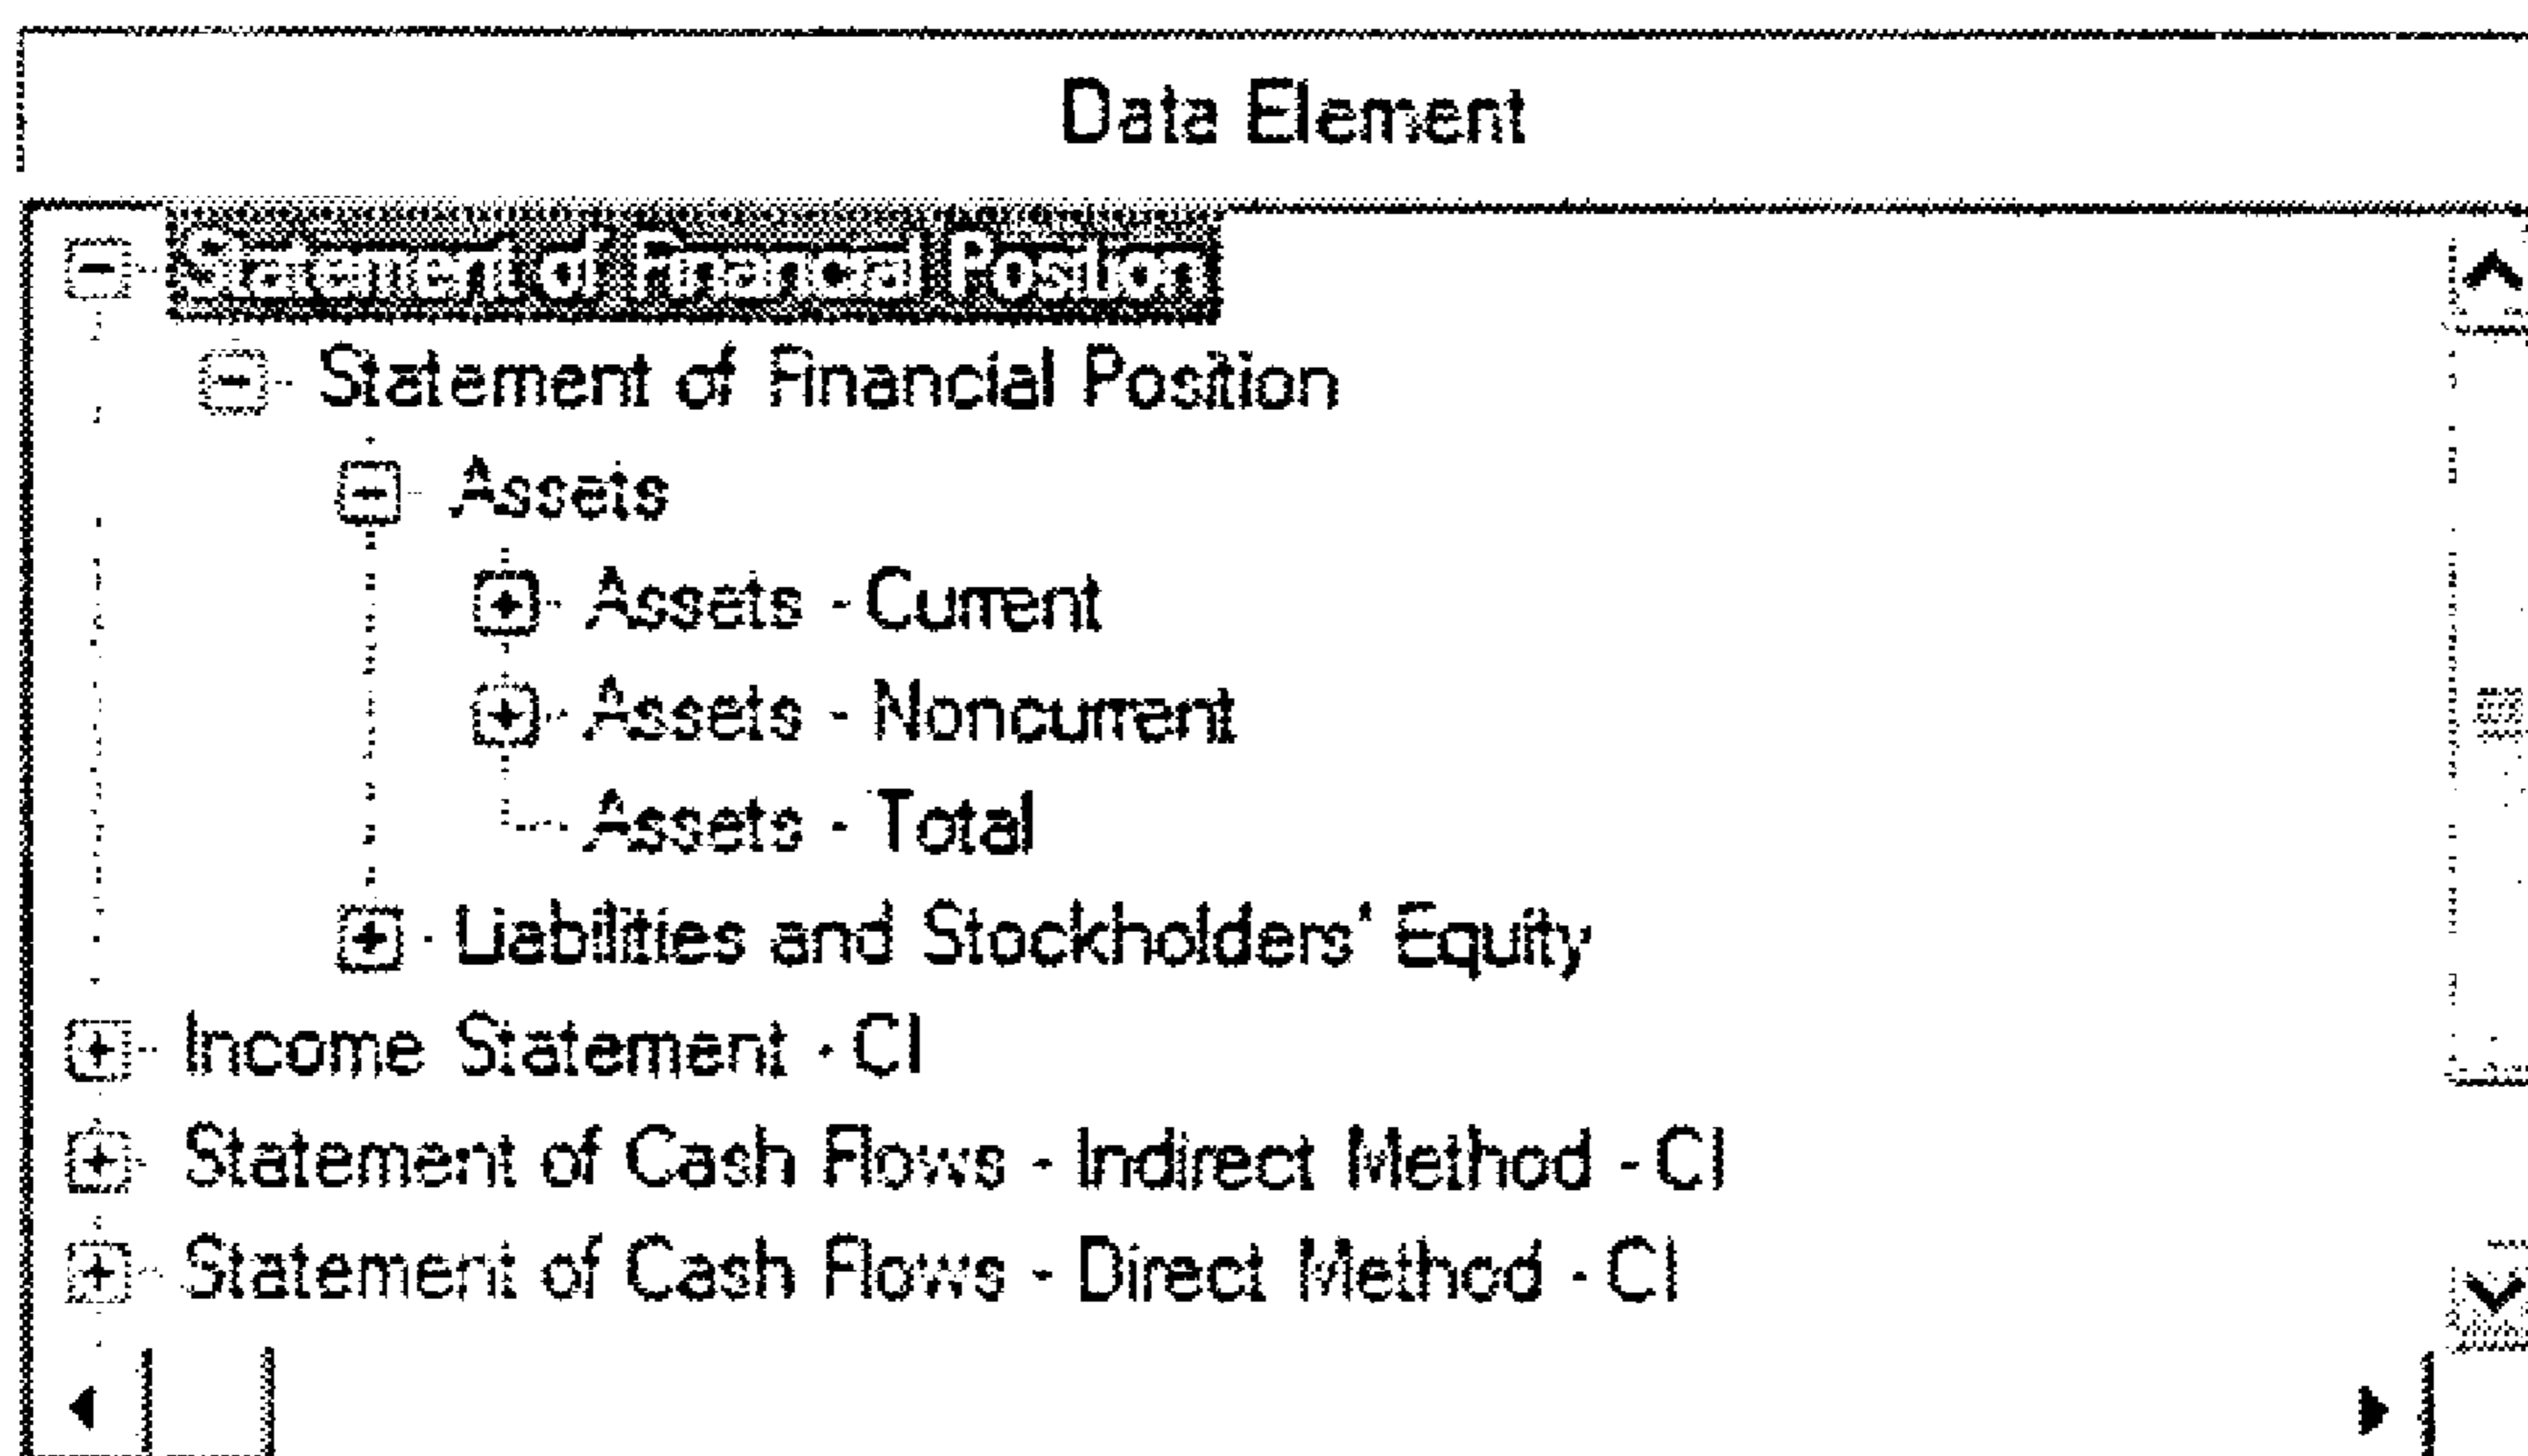 Data Element
Statement of Financial Position
Statement of Financial Position
Assets
Assets - Current
Assets - Noncurrent
Assets - Total
Liabilities and Stockholders' Equity
Income Statement - CI
Statement of Cash Flows - Indirect Method - CI
Statement of Cash Flows - Direct Method - CI